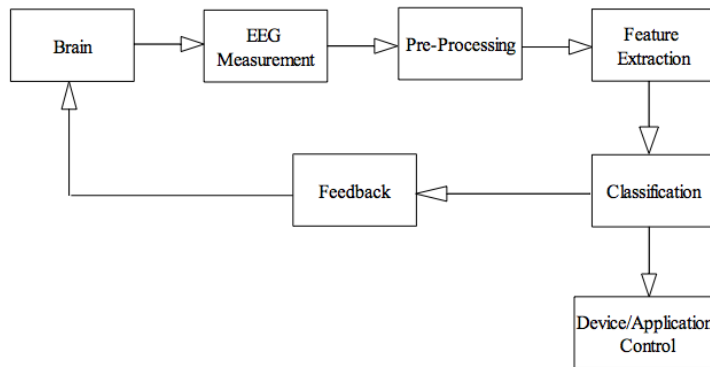 Brain
EEG
Measurement
Pre-Processing
Feature
Extraction
Feedback
Classification
Device/Application
Control